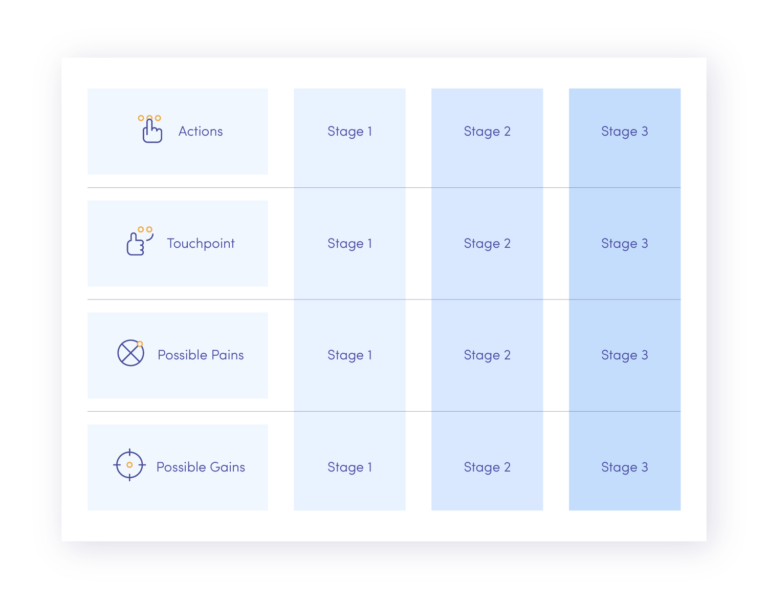 Actions Stage 1 Stage 2 Stage 3
Touchpoint Stage 1 Stage 2 Stage 3
Possible Pains Stage 1 Stage 2 Stage 3
Possible Gains Stage 1 Stage 2 Stage 3